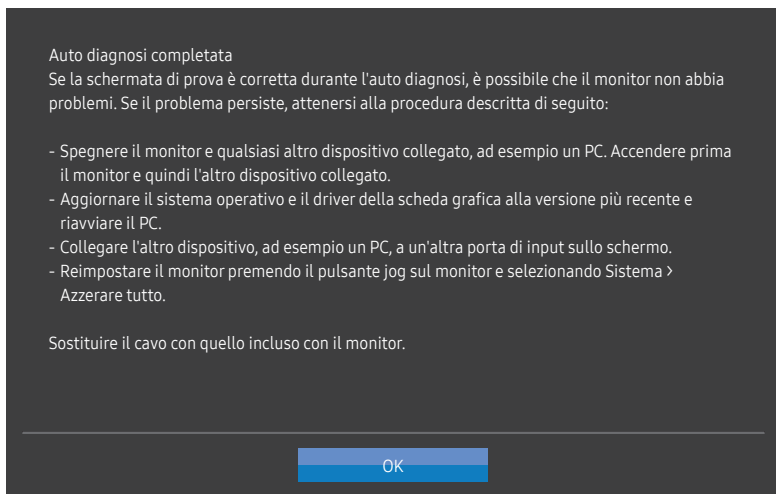 Auto diagnosi completata
Se la schermata di prova è corretta durante l'auto diagnosi, è possibile che il monitor non abbia
problemi. Se il problema persiste, attenersi alla procedura descritta di seguito:
- Spegnere il monitor e qualsiasi altro dispositivo collegato, ad esempio un PC. Accendere prima
il monitor e quindi l'altro dispositivo collegato.
- Aggiornare il sistema operativo e il driver della scheda grafica alla versione più recente e
riavviare il PC.
- Collegare l'altro dispositivo, ad esempio un PC, a un'altra porta di input sullo schermo.
- Reimpostare il monitor premendo il pulsante jog sul monitor e selezionando Sistema >
Azzerare tutto.
Sostituire il cavo con quello incluso con il monitor.
OK